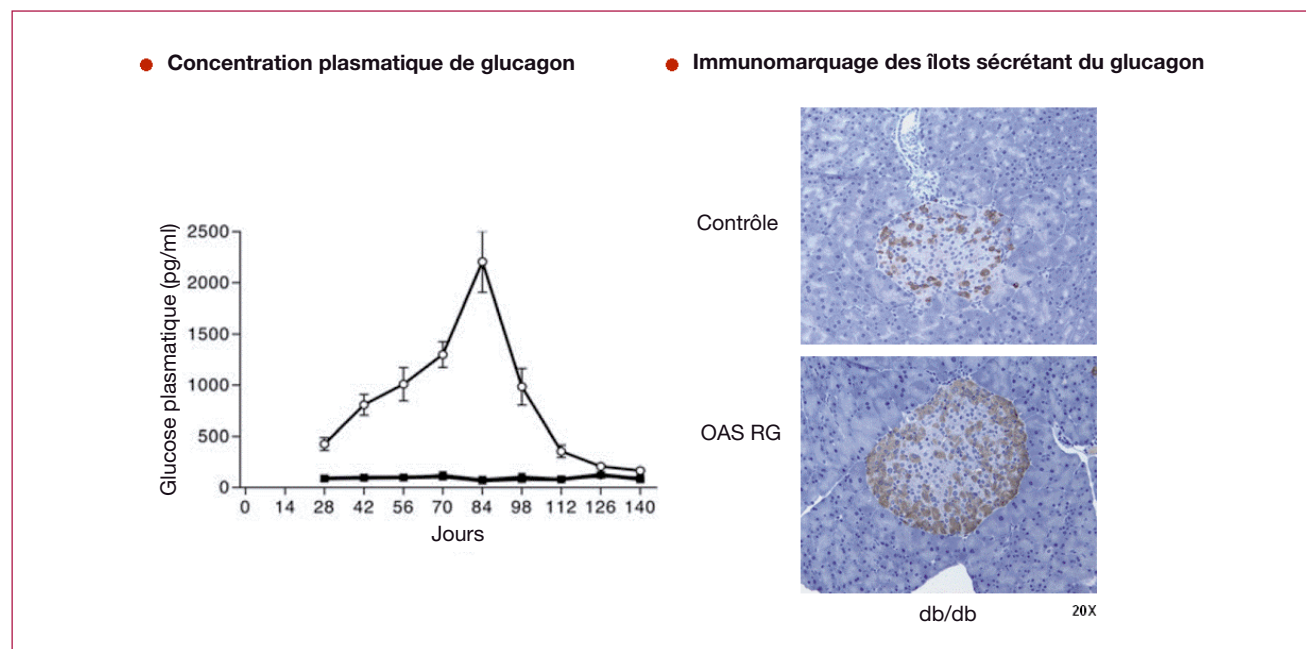 Concentration plasmatique de glucagon
Immunomarquage des îlots sécrétant du glucagon
Glucose plasmatique (pg/ml)
2500
2000
1500
1000
500
0
0 14 28 42 56 70 84 98 112 126 140
Jours
Contrôle
OAS RG
db/db
20X